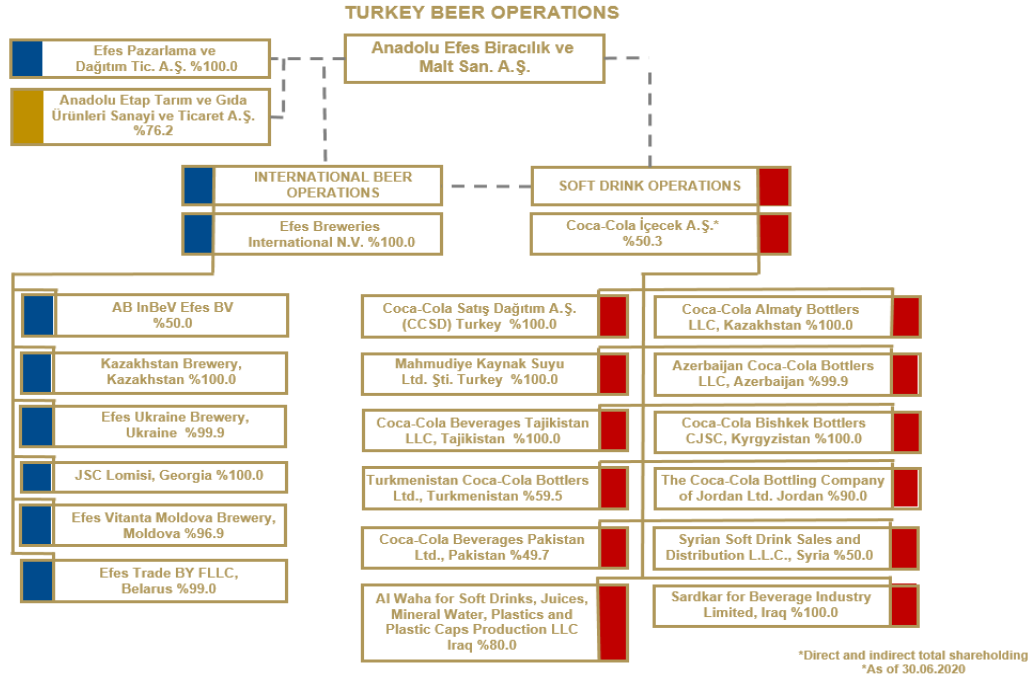 TURKEY BEER OPERATIONS
Efes Pazarlama ve
Dağıtım Tic. A.Ş. %100.0
Anadolu Efes Biracılık ve
Malt San. A.Ş.
Anadolu Etap Tarım ve Gıda
Ürünleri Sanayi ve Ticaret A.Ş.
%76.2
INTERNATIONAL BEER
OPERATIONS
SOFT DRINK OPERATIONS
Efes Breweries
International N.V. %100.0
Coca-Cola İçecek A.Ş.*
%50.3
AB InBeV Efes BV
%50.0
Kazakhstan Brewery,
Kazakhstan %100.0
Efes Ukraine Brewery,
Ukraine %99.9
JSC Lomisi, Georgia %100.0
Efes Vitanta Moldova Brewery,
Moldova %96.9
Efes Trade BY FLLC,
Belarus %99.0
Coca-Cola Satış Dağıtım A.Ş.
(CCSD) Turkey %100.0
Mahmudiye Kaynak Suyu
Ltd. Şti. Turkey %100.0
Coca-Cola Beverages Tajikistan
LLC, Tajikistan %100.0
Turkmenistan Coca-Cola Bottlers
Ltd., Turkmenistan %59.5
Coca-Cola Beverages Pakistan
Ltd., Pakistan %49.7
Al Waha for Soft Drinks, Juices,
Mineral Water, Plastics and
Plastic Caps Production LLC
Iraq %80.0
Coca-Cola Almaty Bottlers
LLC, Kazakhstan %100.0
Azerbaijan Coca-Cola Bottlers
LLC, Azerbaijan %99.9
Coca-Cola Bishkek Bottlers
CJSC, Kyrgyzistan %100.0
The Coca-Cola Bottling Company
of Jordan Ltd. Jordan %90.0
Syrian Soft Drink Sales and
Distribution L.L.C., Syria %50.0
Sardkar for Beverage Industry
Limited, Iraq %100.0
*Direct and indirect total shareholding
*As of 30.06.2020